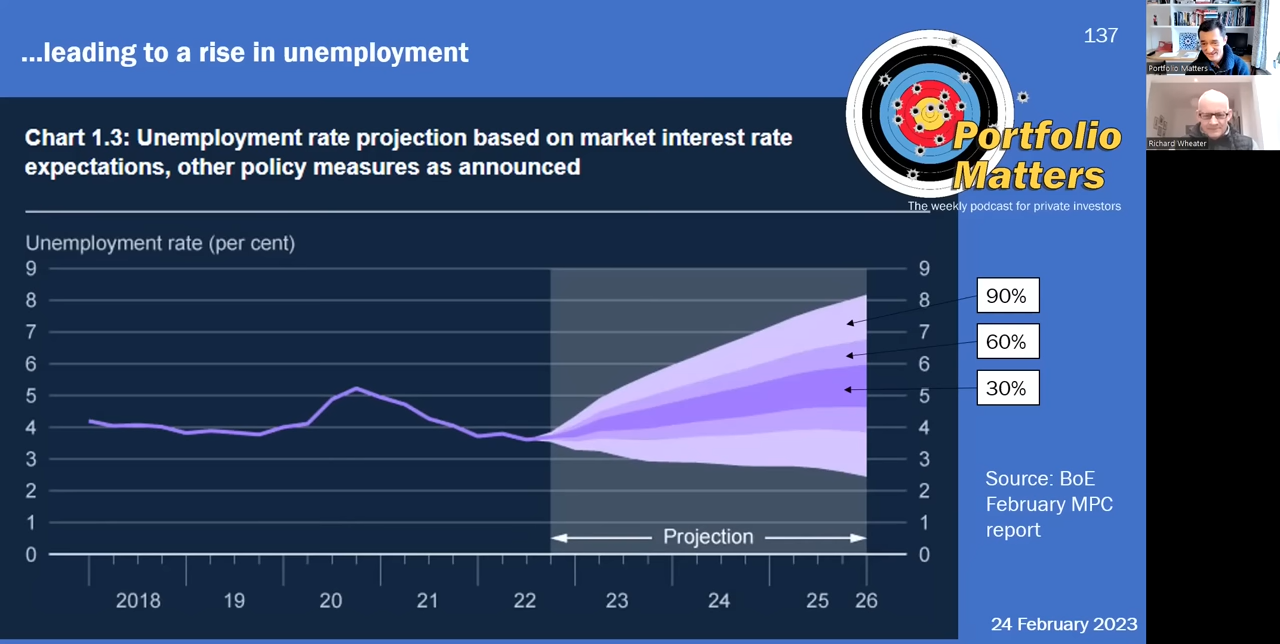 ...leading to a rise in unemployment
137
Portfolio
Matters
The weekly podcast for private investors
Portfolio Matters
Richard Wheater
Chart 1.3: Unemployment rate projection based on market interest rate
expectations, other policy measures as announced
Unemployment rate (per cent)
9 9
8 8
7 7
6 6
5 5
4 4
3 3
2 2
1 1
0 0
90%
60%
30%
Projection
2018 19 20 21 22 23 24 25 26
Source: BoE
February MPC
report
24 February 2023